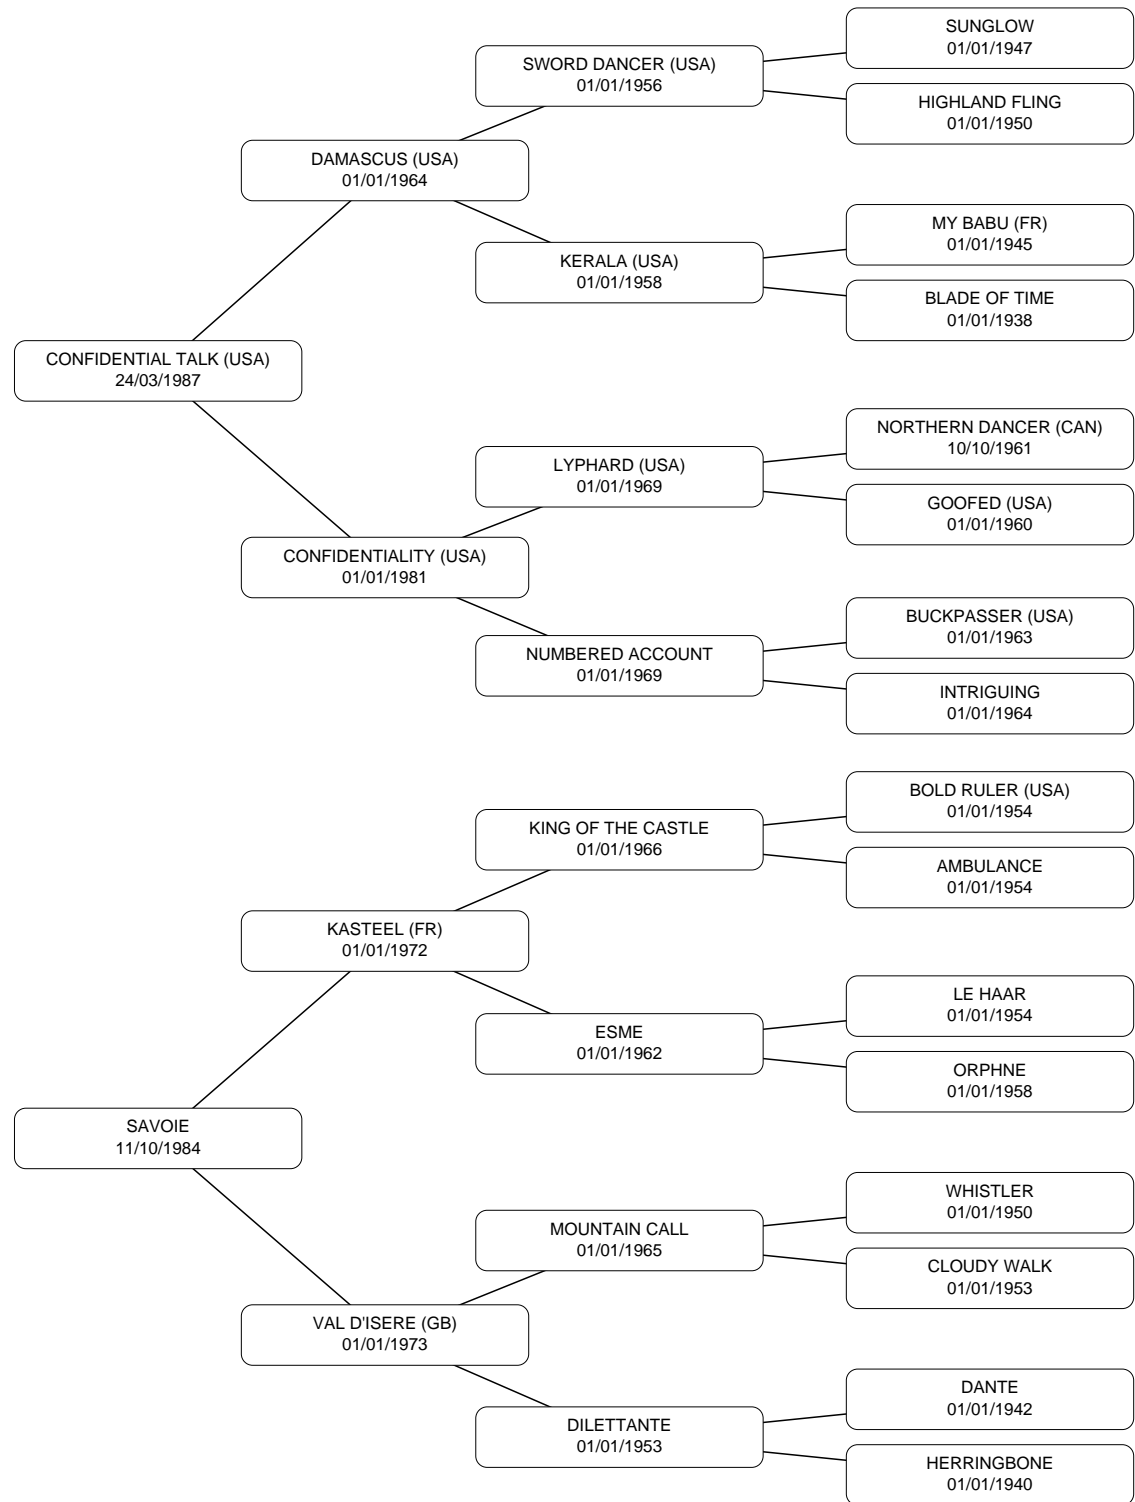 SUNGLOW
01/01/1947
SWORD DANCER (USA)
01/01/1956
HIGHLAND FLING
01/01/1950
DAMASCUS (USA)
01/01/1964
MY BABU (FR)
01/01/1945
KERALA (USA)
01/01/1958
BLADE OF TIME
01/01/1938
CONFIDENTIAL TALK (USA)
24/03/1987
NORTHERN DANCER (CAN)
10/10/1961
LYPHARD (USA)
01/01/1969
GOOFED (USA)
01/01/1960
CONFIDENTIALITY (USA)
01/01/1981
BUCKPASSER (USA)
01/01/1963
NUMBERED ACCOUNT
01/01/1969
INTRIGUING
01/01/1964
BOLD RULER (USA)
01/01/1954
KING OF THE CASTLE
01/01/1966
AMBULANCE
01/01/1954
KASTEEL (FR)
01/01/1972
LE HAAR
01/01/1954
ESME
01/01/1962
ORPHNE
01/01/1958
SAVOIE
11/10/1984
WHISTLER
01/01/1950
MOUNTAIN CALL
01/01/1965
CLOUDY WALK
01/01/1953
VAL D'ISERE (GB)
01/01/1973
DANTE
01/01/1942
DILETTANTE
01/01/1953
HERRINGBONE
01/01/1940